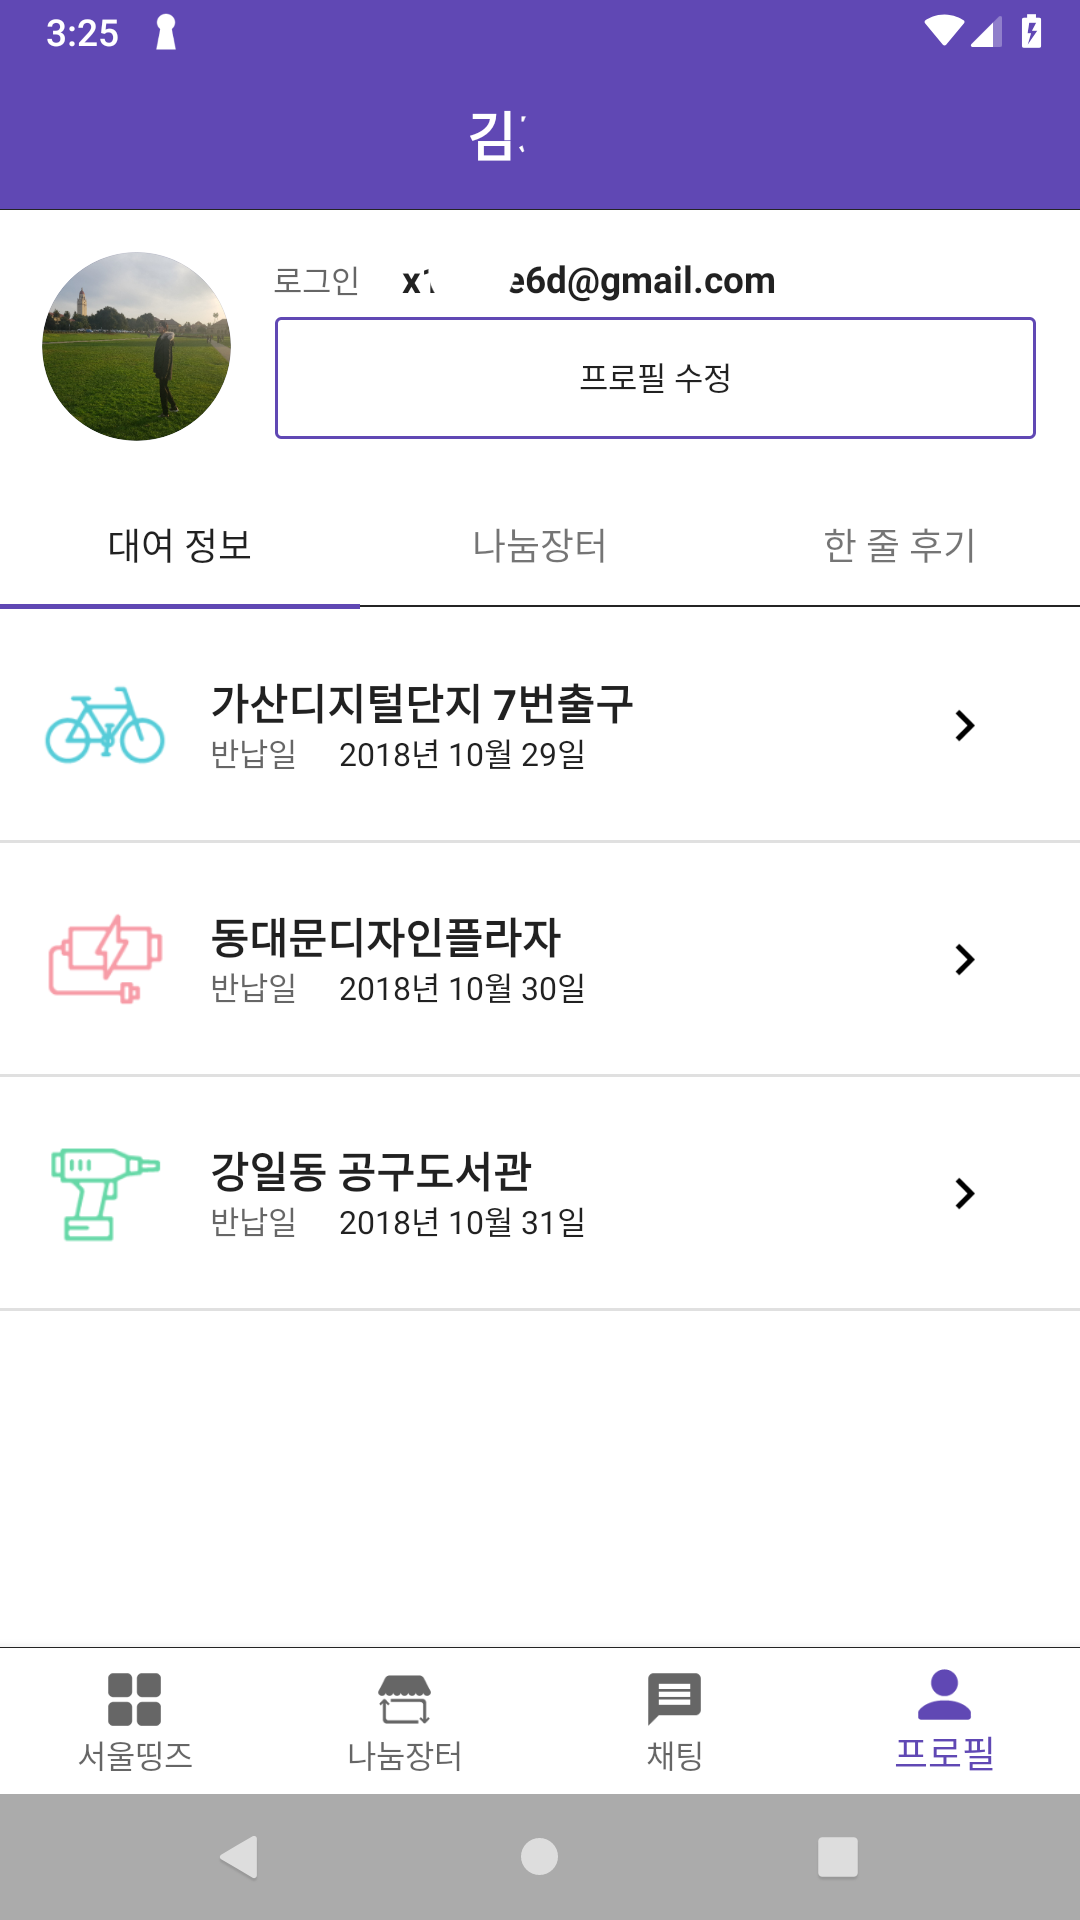 3:25
김
로그인 e6d@gmail.com
프로필 수정
대여 정보 나눔장터 한 줄 후기
가산디지털단지 7번출구
반납일 2018년 10월 29일
동대문디자인플라자
반납일 2018년 10월 30일
강일동 공구도서관
반납일 2018년 10월 31일
서울띵즈 나눔장터 채팅 프로필